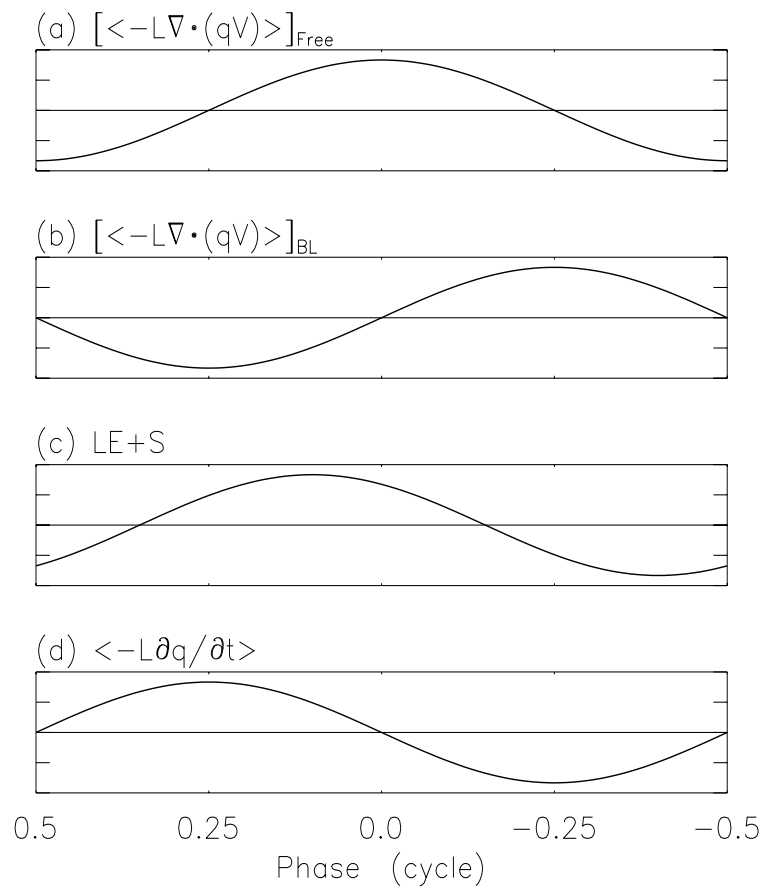 (a) [<−L∇·(qV)>]Free
(b) [<−L∇·(qV)>]BL
(c) LE+S
(d) <−L∂q/∂t>
0.5 0.25 0.0 −0.25 −0.5
Phase (cycle)